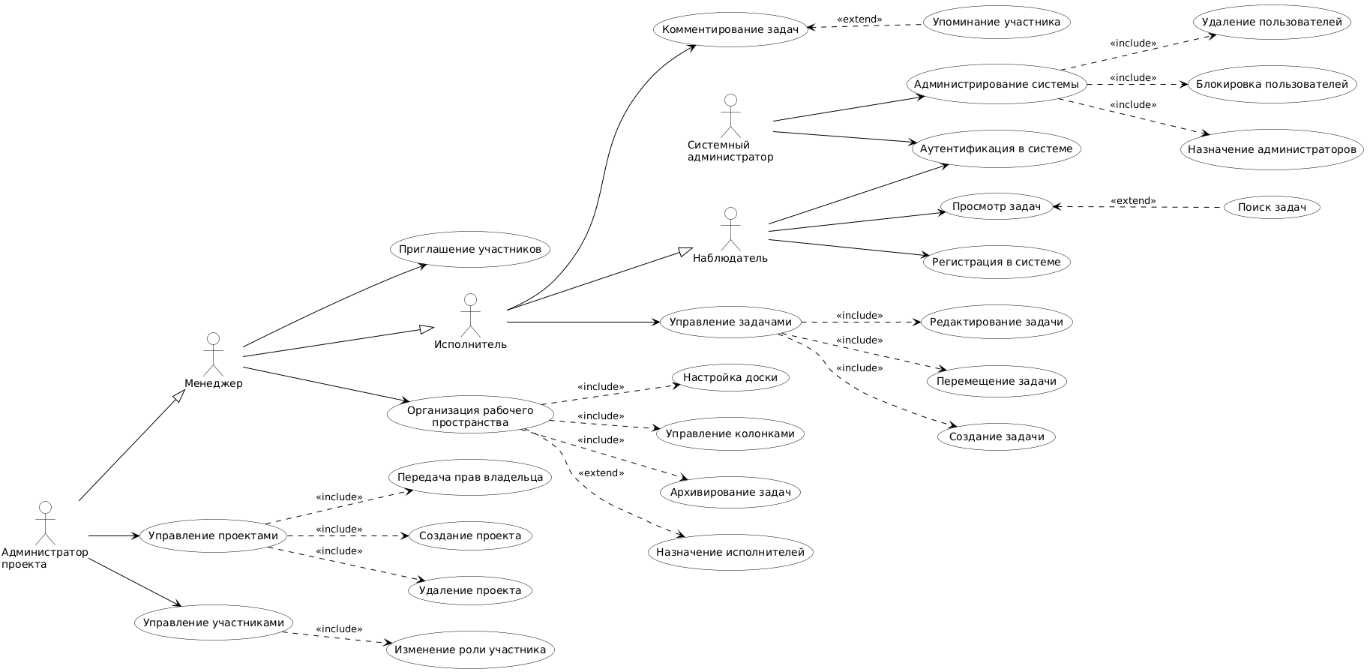 Комментирование задач
«extend»
Упоминание участника
Удаление пользователей
«include»
Администрирование системы
«include»
Блокировка пользователей
«include»
Назначение администраторов
Системный
администратор
Аутентификация в системе
Просмотр задач
«extend»
Поиск задач
Наблюдатель
Регистрация в системе
Приглашение участников
Исполнитель
Управление задачами
«include»
Редактирование задачи
«include»
Перемещение задачи
«include»
Создание задачи
Менеджер
Организация рабочего
пространства
«include»
Настройка доски
«include»
Управление колонками
«include»
Архивирование задач
«extend»
Назначение исполнителей
Администратор
проекта
Управление проектами
«include»
Передача прав владельца
«include»
Создание проекта
«include»
Удаление проекта
Управление участниками
«include»
Изменение роли участника